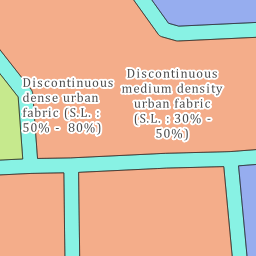 Discontinuous
dense urban
fabric (S.L. :
50% -  80%)
Discontinuous
medium density
urban fabric
(S.L. : 30% -
50%)